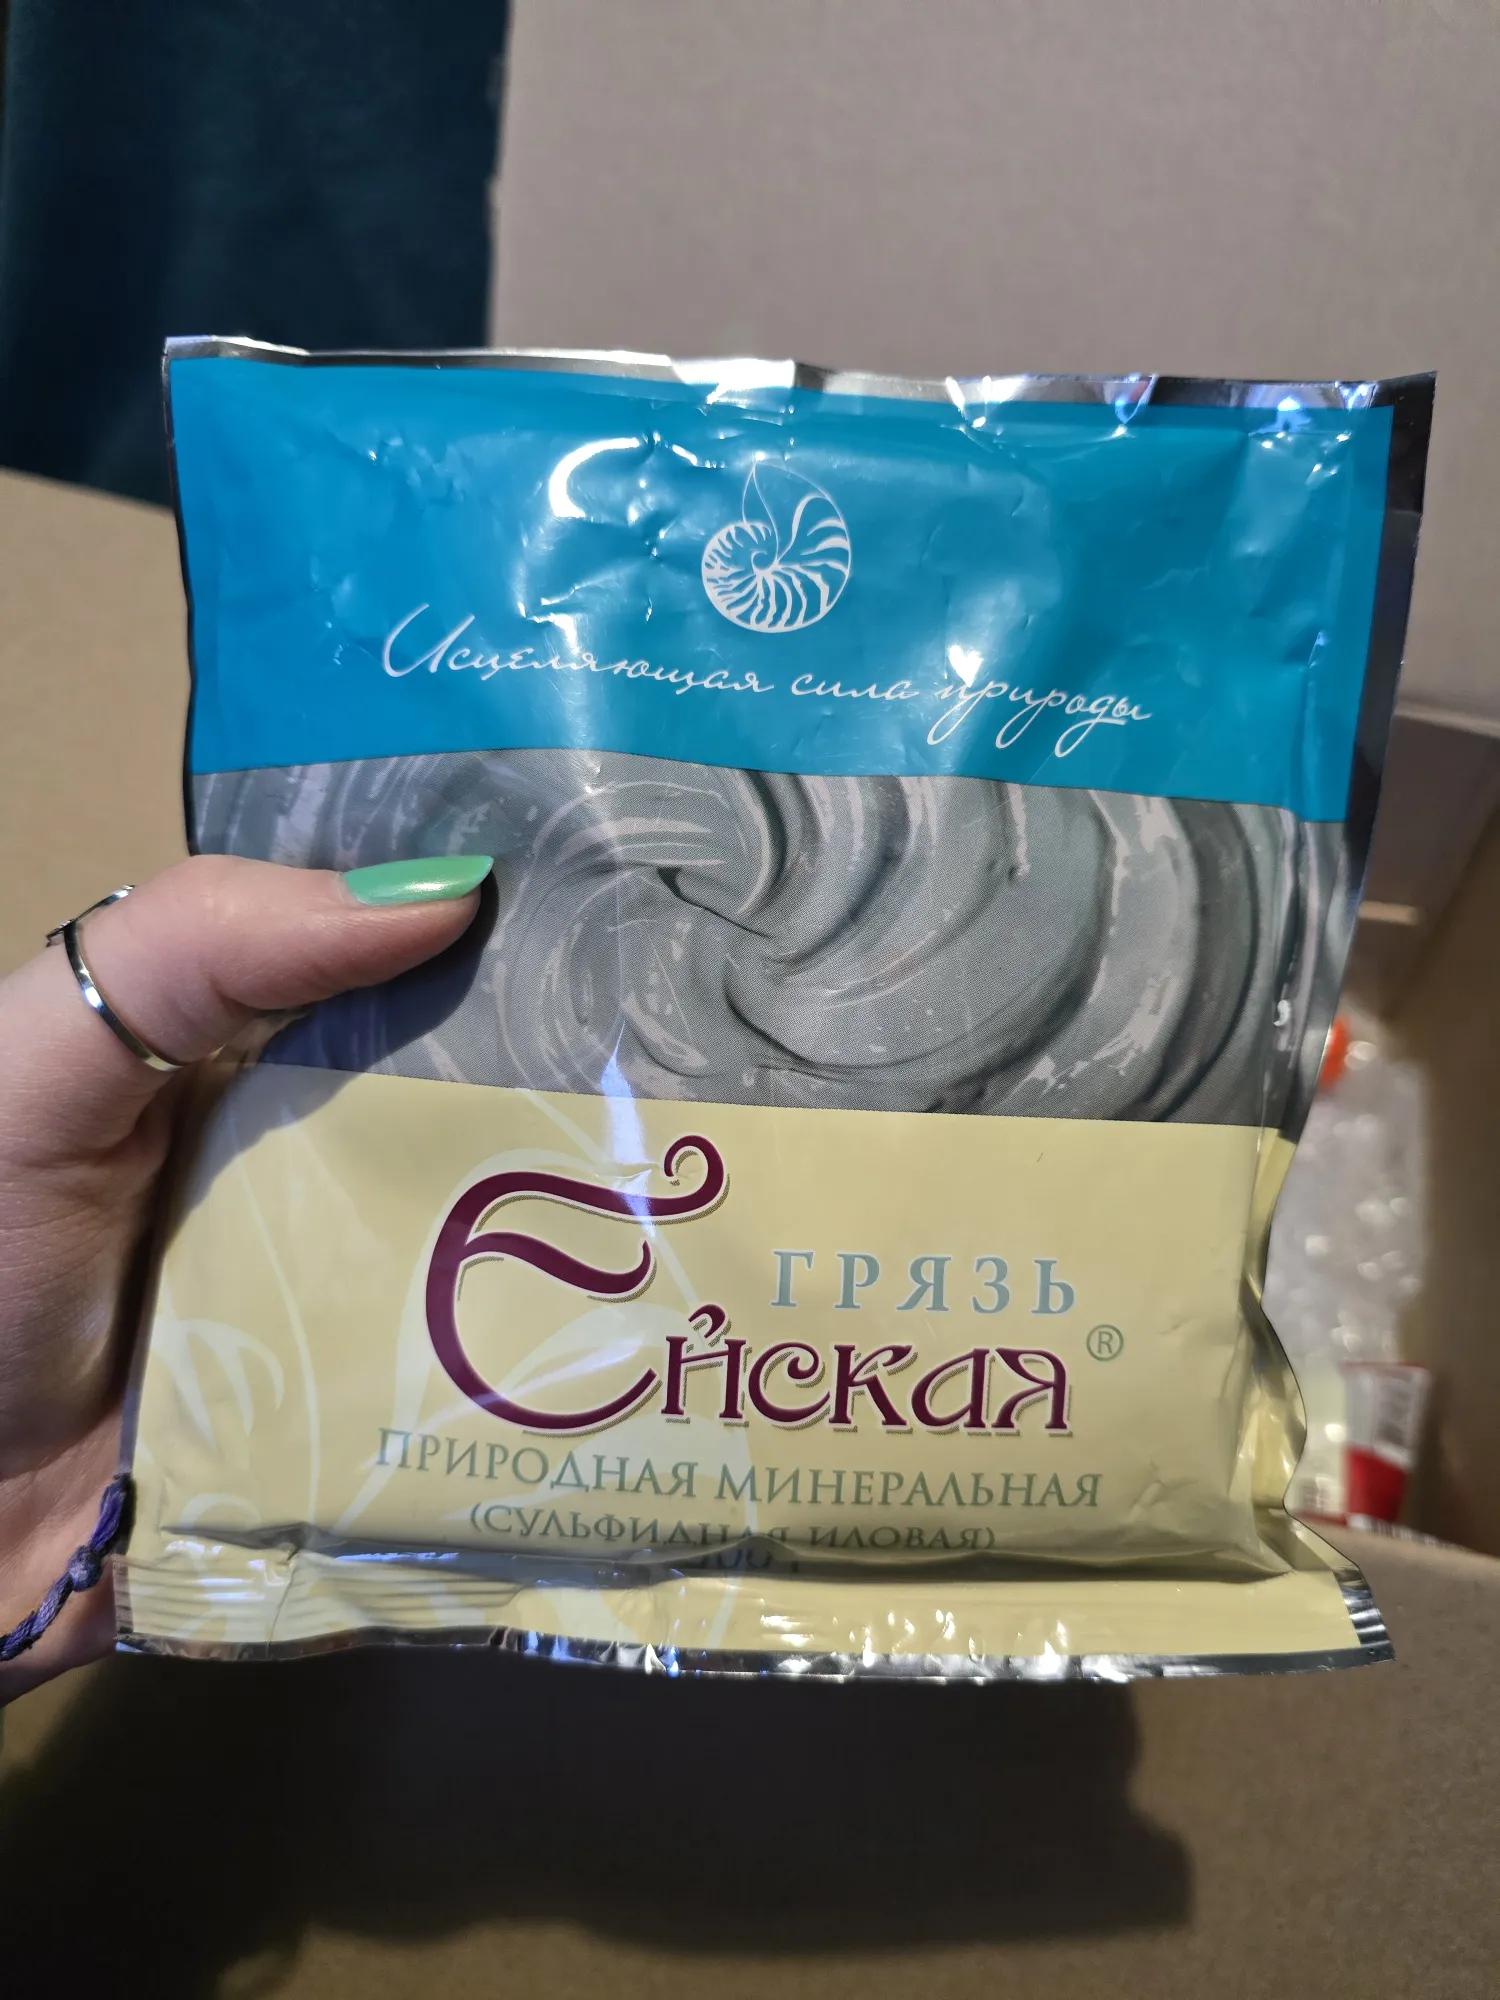 Исцеляющая сила природы
ГРЯЗЬ
Ейская ®
ПРИРОДНАЯ МИНЕРАЛЬНАЯ
(СУЛЬФИДНАЯ ИЛОВАЯ)